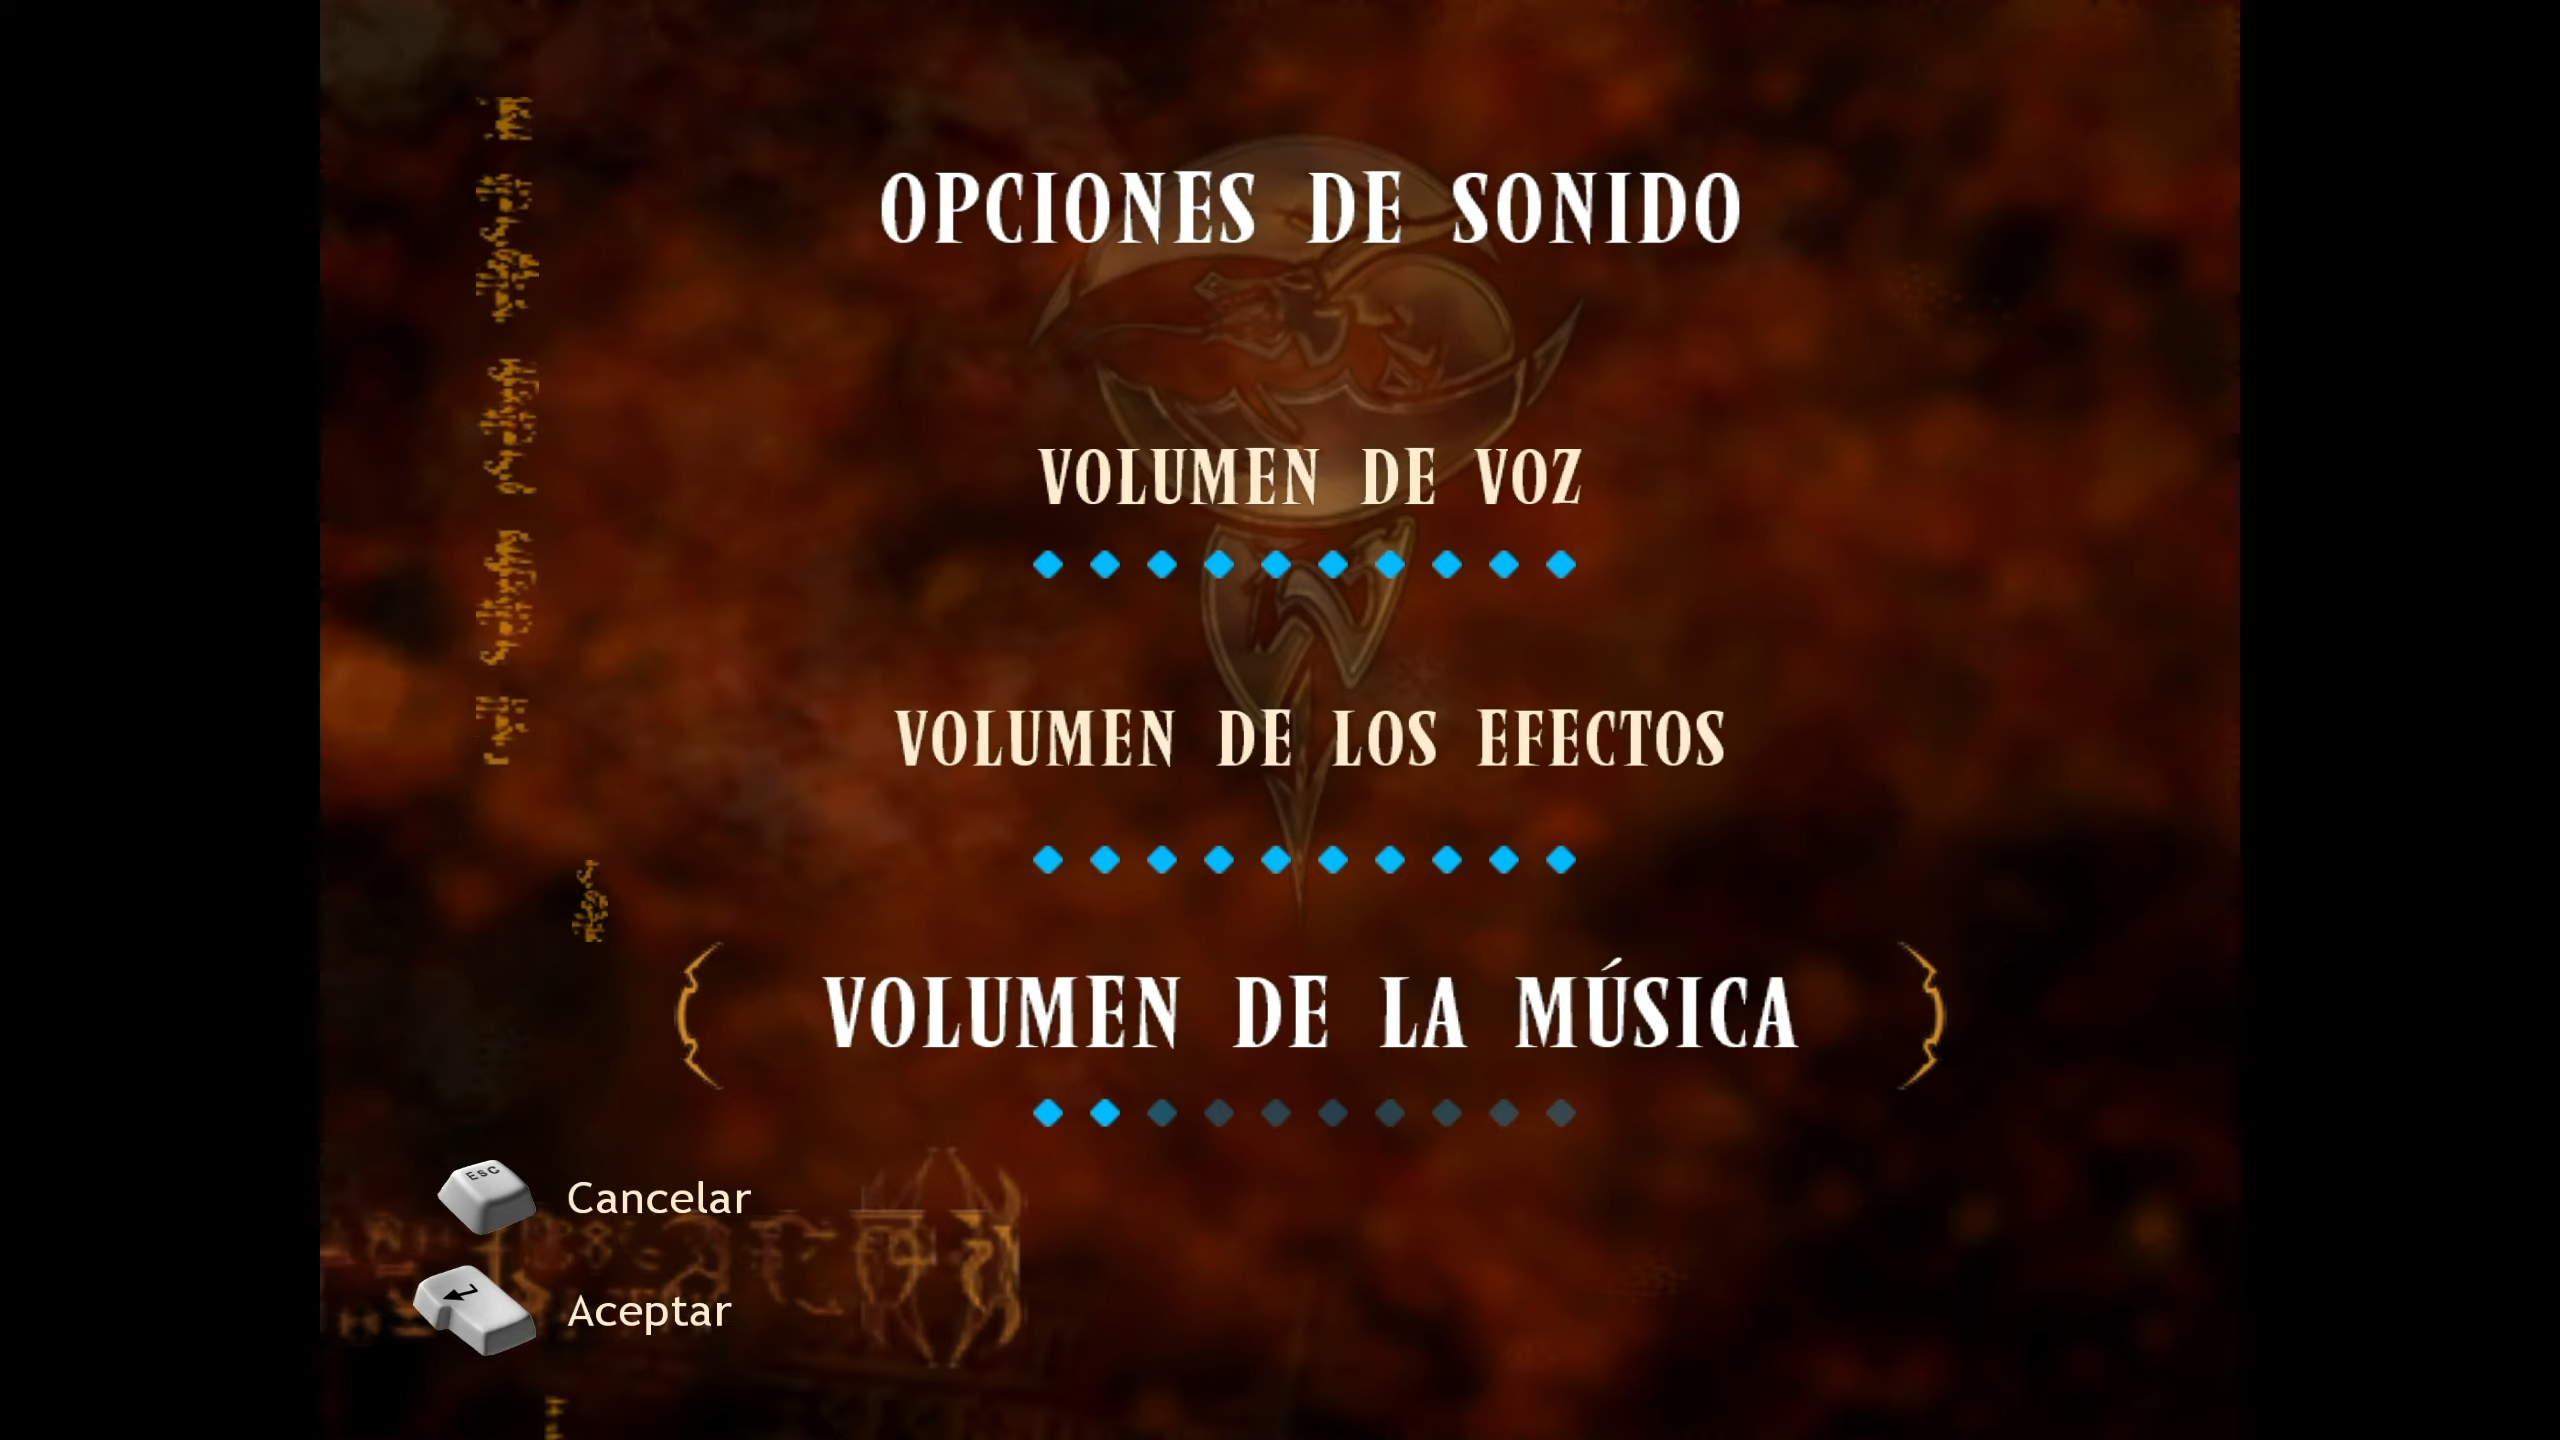 OPCIONES DE SONIDO
VOLUMEN DE VOZ
VOLUMEN DE LOS EFECTOS
VOLUMEN DE LA MÚSICA
ESC
Cancelar
Aceptar